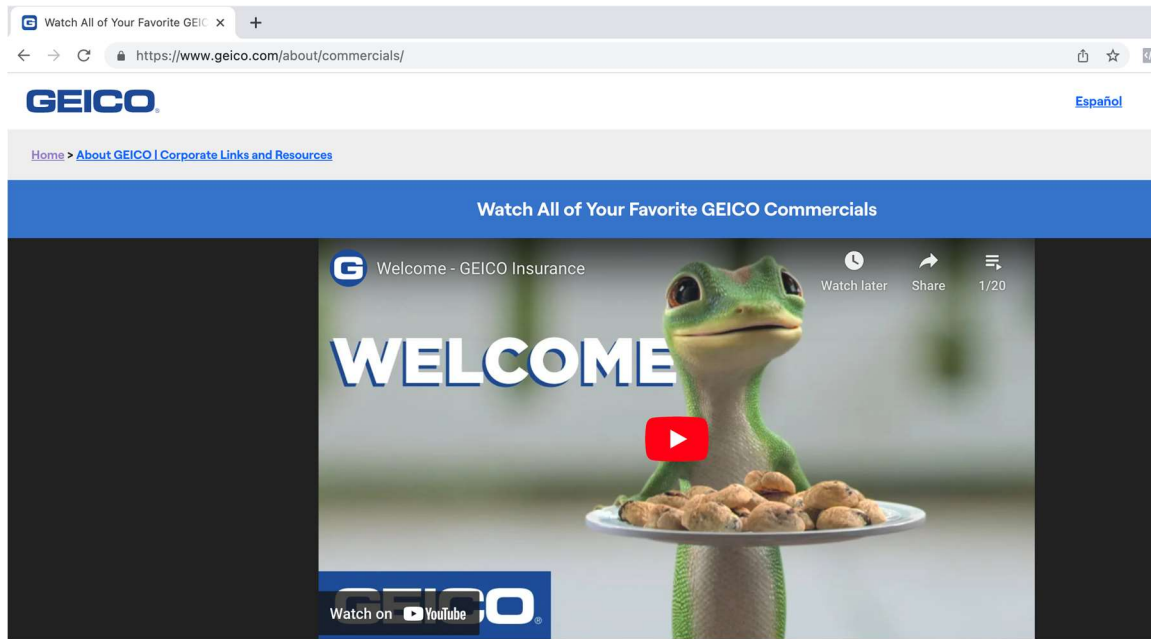 Watch All of Your Favorite GEIC
https://www.geico.com/about/commercials/
GEICO
Español
Home > About GEICO | Corporate Links and Resources
Watch All of Your Favorite GEICO Commercials
G Welcome - GEICO Insurance
Watch later
Share
1/20
WELCOME
GEICO
Watch on YouTube